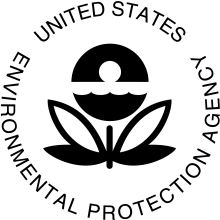 UNITED STATES
ENVIRONMENTAL PROTECTION AGENCY